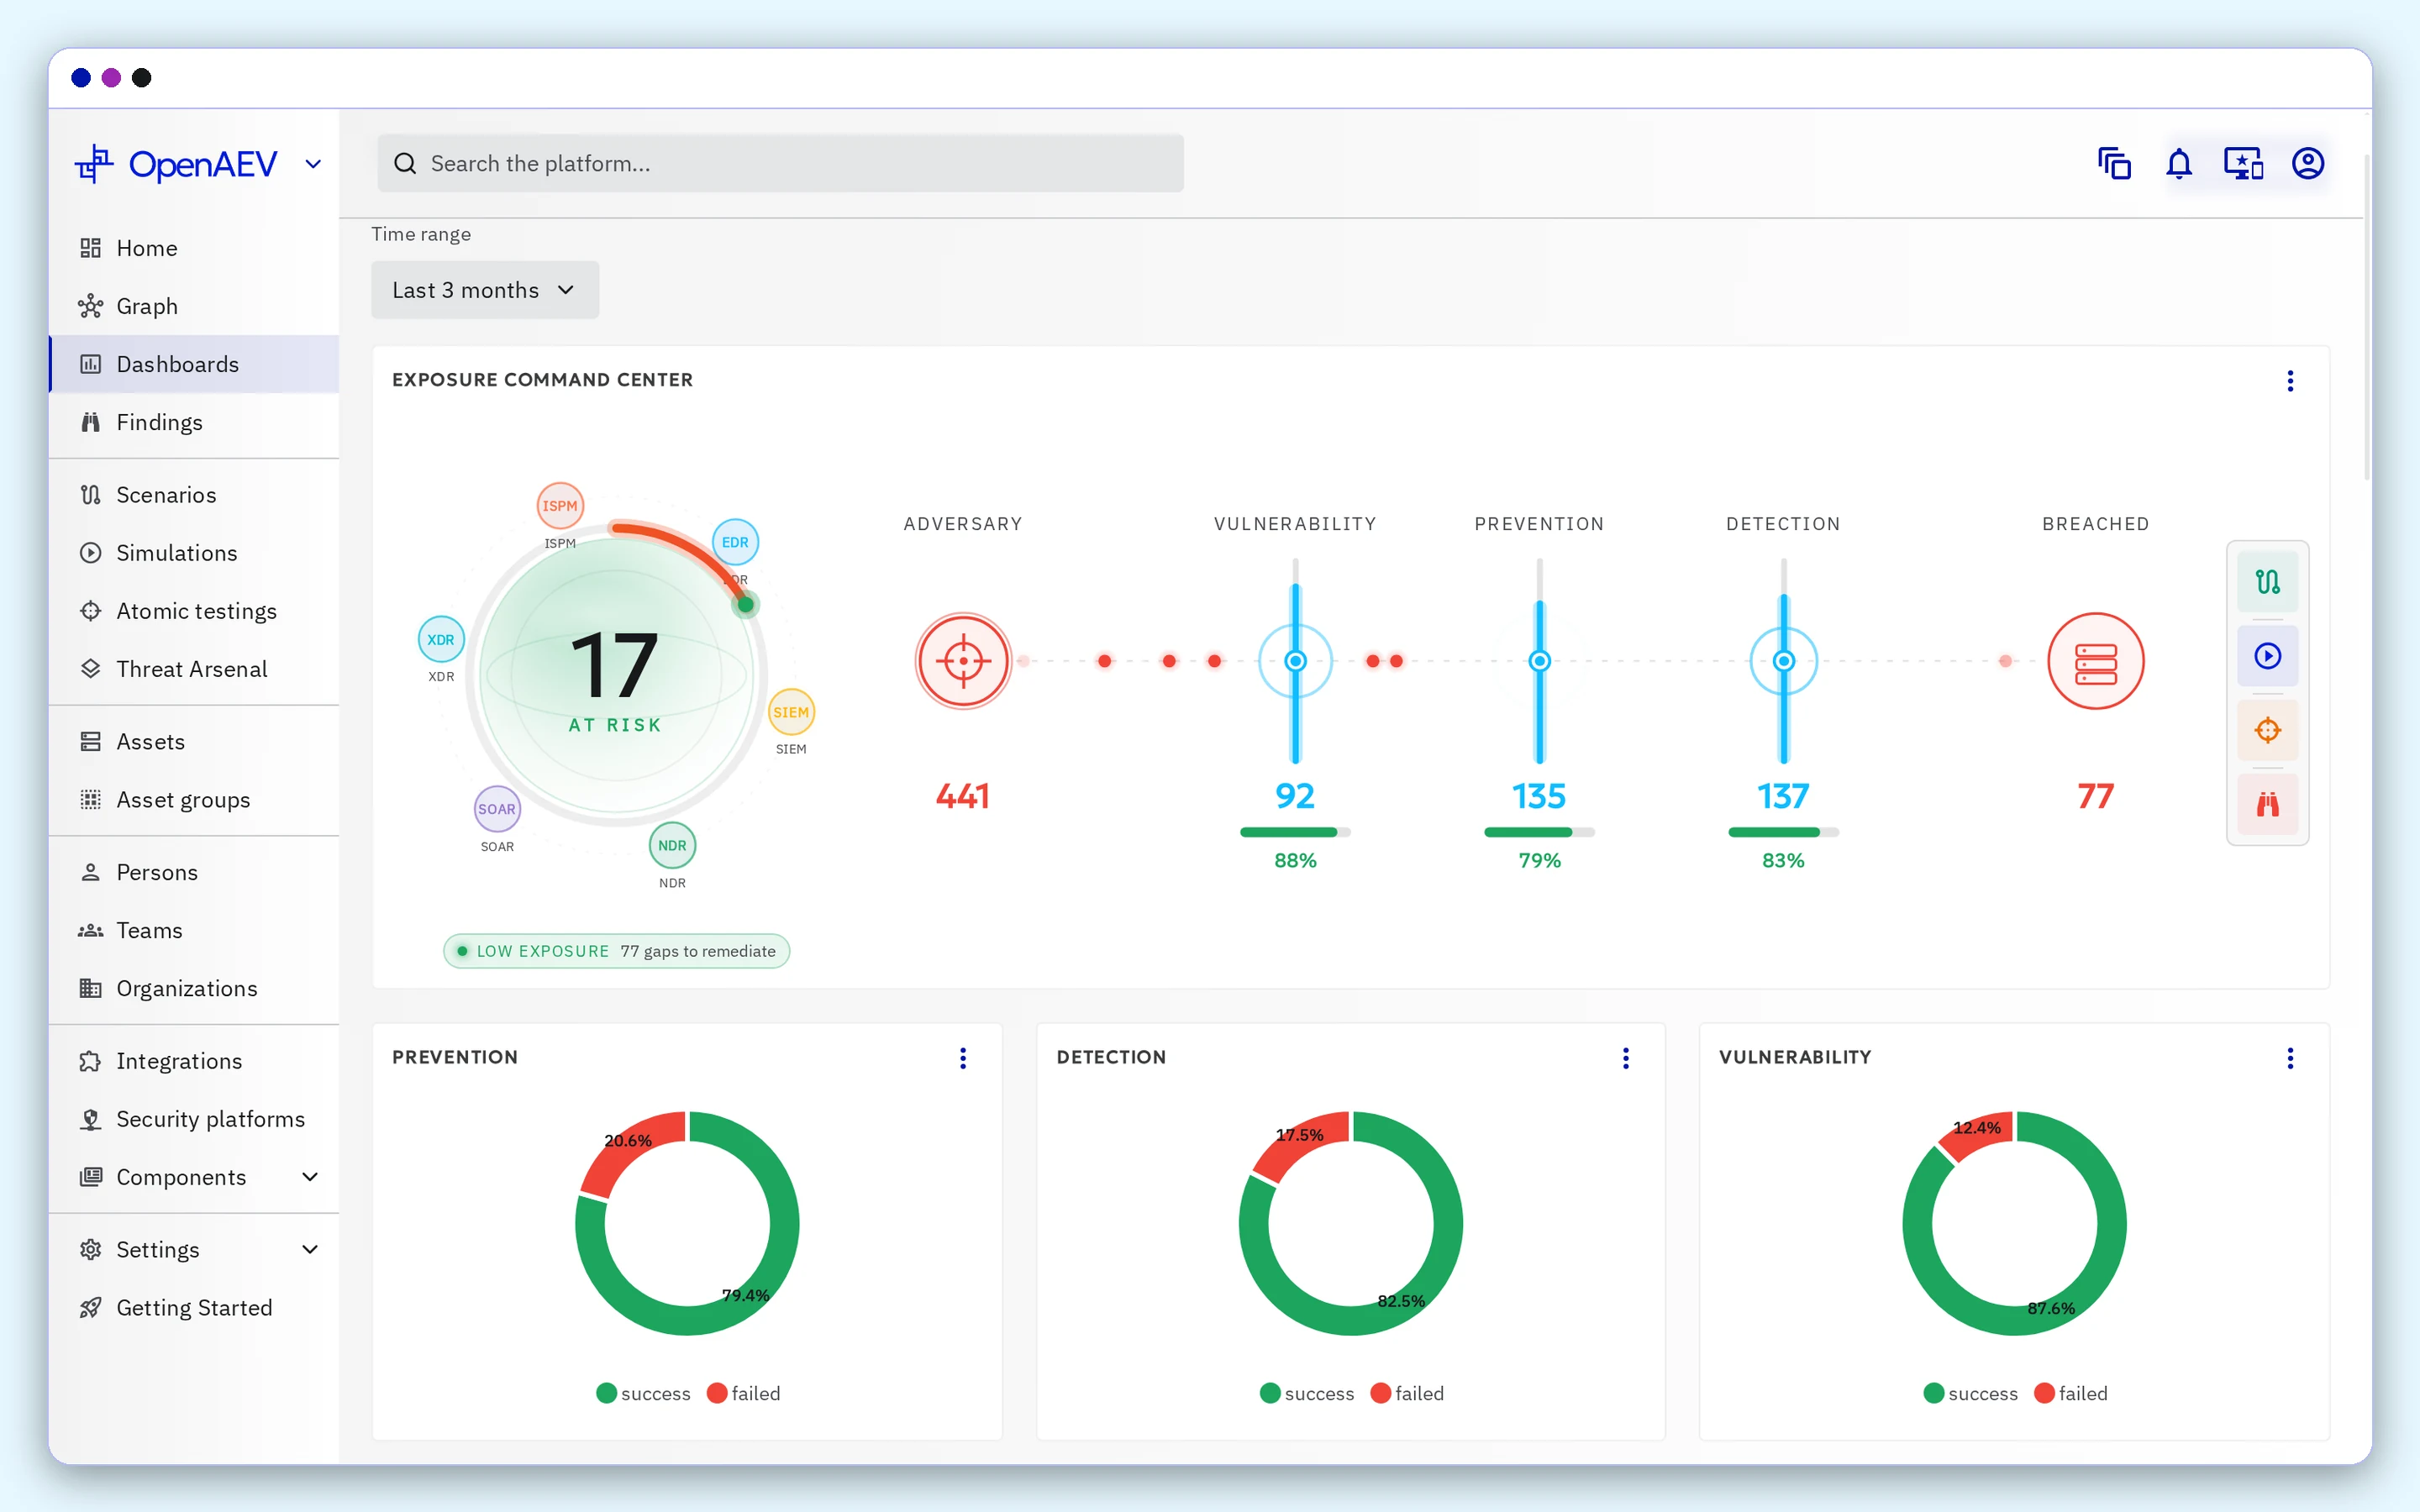 OpenAEV
Search the platform...
Home
Graph
Dashboards
Findings
Scenarios
Simulations
Atomic testings
Threat Arsenal
Assets
Asset groups
Persons
Teams
Organizations
Integrations
Security platforms
Components
Settings
Getting Started
Time range
Last 3 months
EXPOSURE COMMAND CENTER
ISPM
ISPM
EDR
EDR
XDR
XDR
SIEM
SIEM
SOAR
SOAR
NDR
NDR
17
AT RISK
LOW EXPOSURE 77 gaps to remediate
ADVERSARY
441
VULNERABILITY
92
88%
PREVENTION
135
79%
DETECTION
137
83%
BREACHED
77
PREVENTION
20.6%
79.4%
success failed
DETECTION
17.5%
82.5%
success failed
VULNERABILITY
12.4%
87.6%
success failed